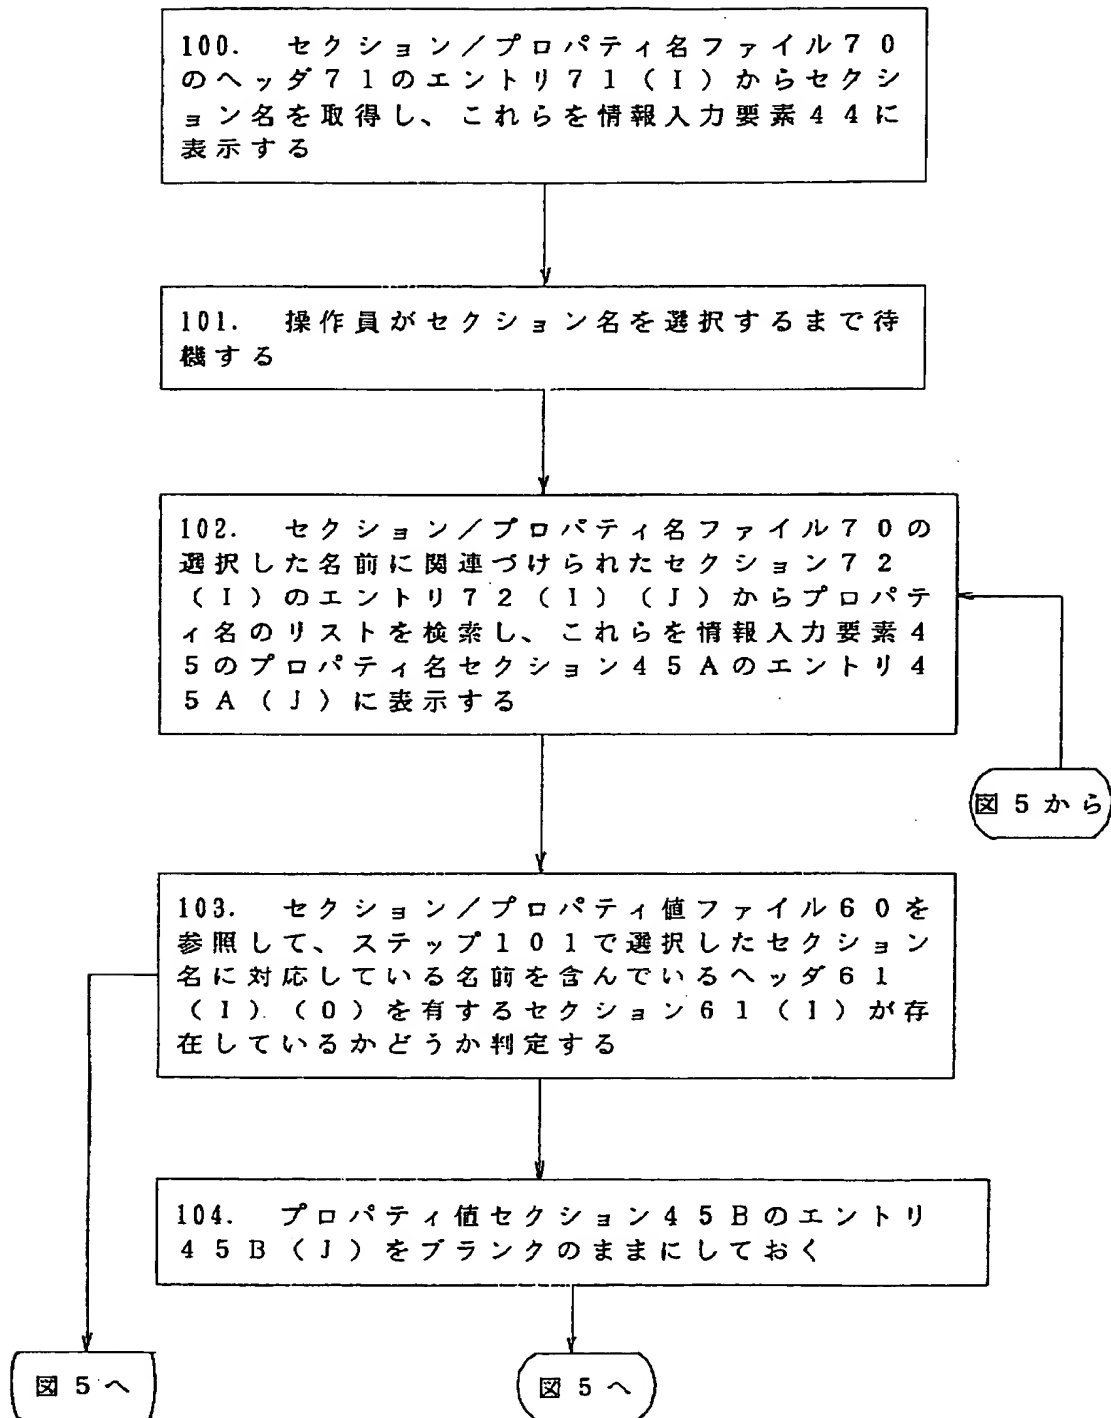 100. セクション／プロパティ名ファイル７０
のヘッダ７１のエントリ７１（Ｉ）からセクシ
ョン名を取得し、これらを情報入力要素４４に
表示する
101. 操作員がセクション名を選択するまで待
機する
102. セクション／プロパティ名ファイル７０の
選択した名前に関連づけられたセクション７２
（Ｉ）のエントリ７２（Ｉ）（Ｊ）からプロパテ
ィ名のリストを検索し、これらを情報入力要素４
５のプロパティ名セクション４５Ａのエントリ４
５Ａ（Ｊ）に表示する
図５から
103. セクション／プロパティ値ファイル６０を
参照して、ステップ１０１で選択したセクション
名に対応している名前を含んでいるヘッダ６１
（Ｉ）（０）を有するセクション６１（Ｉ）が存
在しているかどうか判定する
104. プロパティ値セクション４５Ｂのエントリ
４５Ｂ（Ｊ）をブランクのままにしておく
図５へ
図５へ